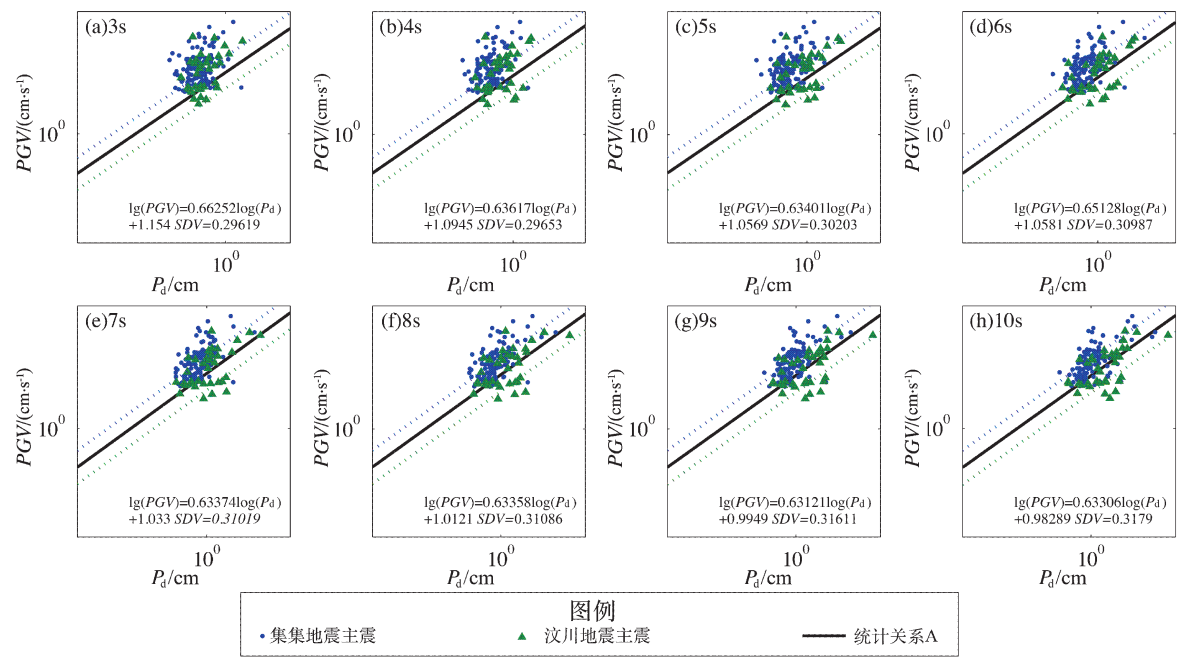 (a)3s
PGV/(cm·s⁻¹)
10⁰
lg(PGV)=0.66252log(Pd)
+1.154 SDV=0.29619
10⁰
Pd/cm
(b)4s
PGV/(cm·s⁻¹)
10⁰
lg(PGV)=0.63617log(Pd)
+1.0945 SDV=0.29653
10⁰
Pd/cm
(c)5s
PGV/(cm·s⁻¹)
10⁰
lg(PGV)=0.63401log(Pd)
+1.0569 SDV=0.30203
10⁰
Pd/cm
(d)6s
PGV/(cm·s⁻¹)
10⁰
lg(PGV)=0.65128log(Pd)
+1.0581 SDV=0.30987
10⁰
Pd/cm
(e)7s
PGV/(cm·s⁻¹)
10⁰
lg(PGV)=0.63374log(Pd)
+1.033 SDV=0.31019
10⁰
Pd/cm
(f)8s
PGV/(cm·s⁻¹)
10⁰
lg(PGV)=0.63358log(Pd)
+1.0121 SDV=0.31086
10⁰
Pd/cm
(g)9s
PGV/(cm·s⁻¹)
10⁰
lg(PGV)=0.63121log(Pd)
+0.9949 SDV=0.31611
10⁰
Pd/cm
(h)10s
PGV/(cm·s⁻¹)
10⁰
lg(PGV)=0.63306log(Pd)
+0.98289 SDV=0.3179
10⁰
Pd/cm
图例
集集地震主震
汶川地震主震
统计关系A